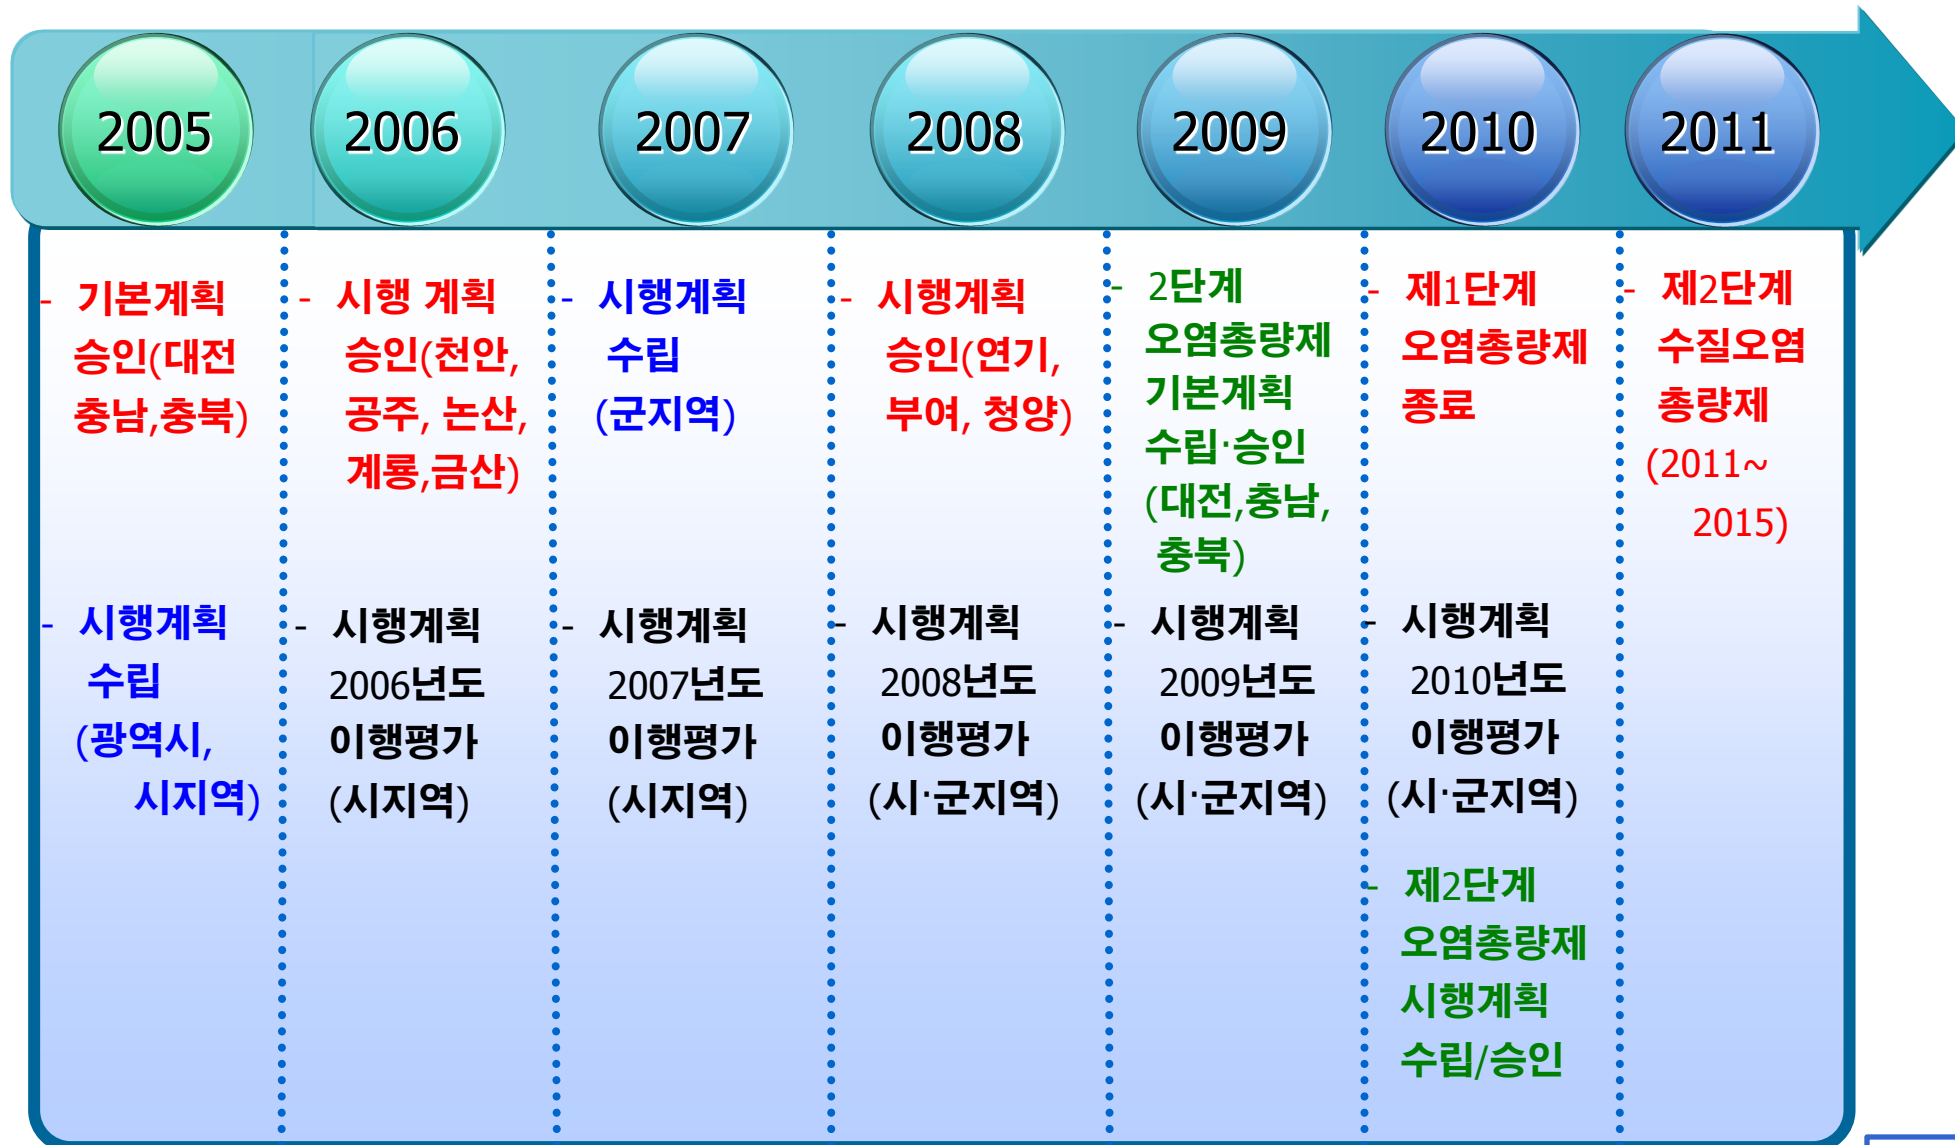 2005
2006
2007
2008
2009
2010
2011
- 기본계획
승인(대전
충남,충북)
- 시행계획
수립
(광역시,
시지역)
- 시행 계획
승인(천안,
공주, 논산,
계룡,금산)
- 시행계획
2006년도
이행평가
(시지역)
- 시행계획
수립
(군지역)
- 시행계획
2007년도
이행평가
(시지역)
- 시행계획
승인(연기,
부여, 청양)
- 시행계획
2008년도
이행평가
(시·군지역)
- 2단계
오염총량제
기본계획
수립·승인
(대전,충남,
충북)
- 시행계획
2009년도
이행평가
(시·군지역)
- 제1단계
오염총량제
종료
- 시행계획
2010년도
이행평가
(시·군지역)
- 제2단계
오염총량제
시행계획
수립/승인
- 제2단계
수질오염
총량제
(2011~
2015)